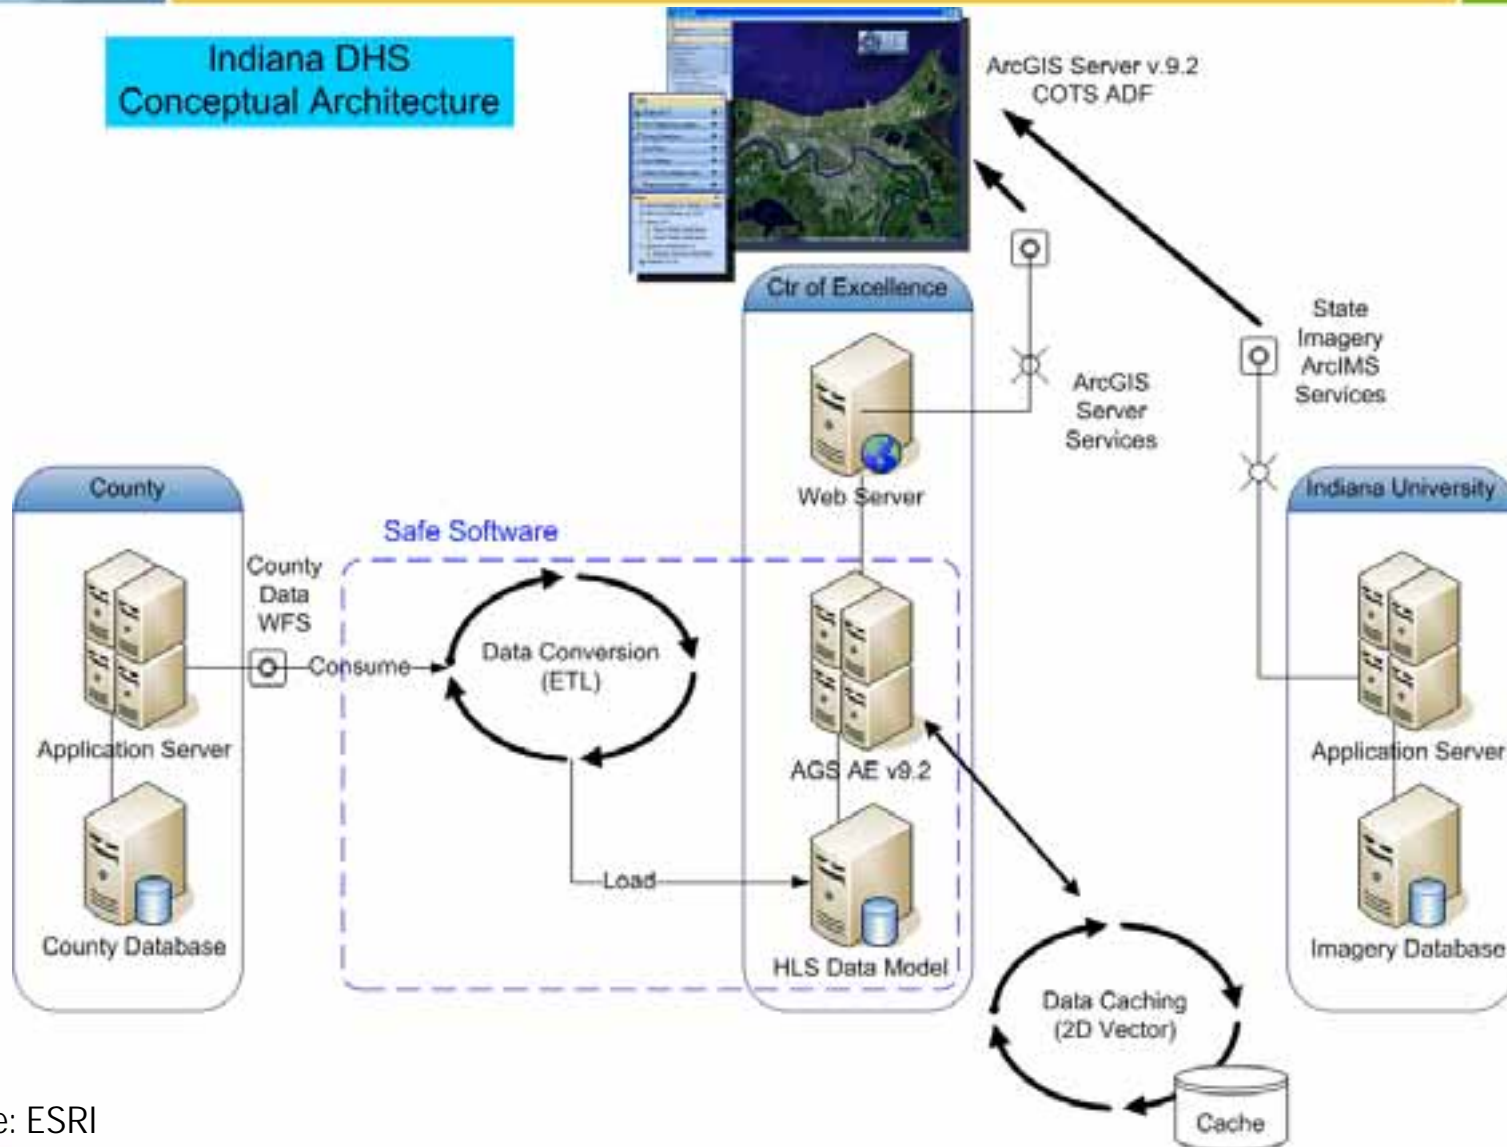 Indiana DHS
Conceptual Architecture
ArcGIS Server v.9.2
COTS ADF
Ctr of Excellence
State
Imagery
ArcIMS
Services
ArcGIS
Server
Services
Web Server
County
Indiana University
Safe Software
County
Data
WFS
Consume
Data Conversion
(ETL)
Application Server
AGS AE v9.2
Application Server
Load
County Database
HLS Data Model
Imagery Database
Data Caching
(2D Vector)
Cache
e: ESRI